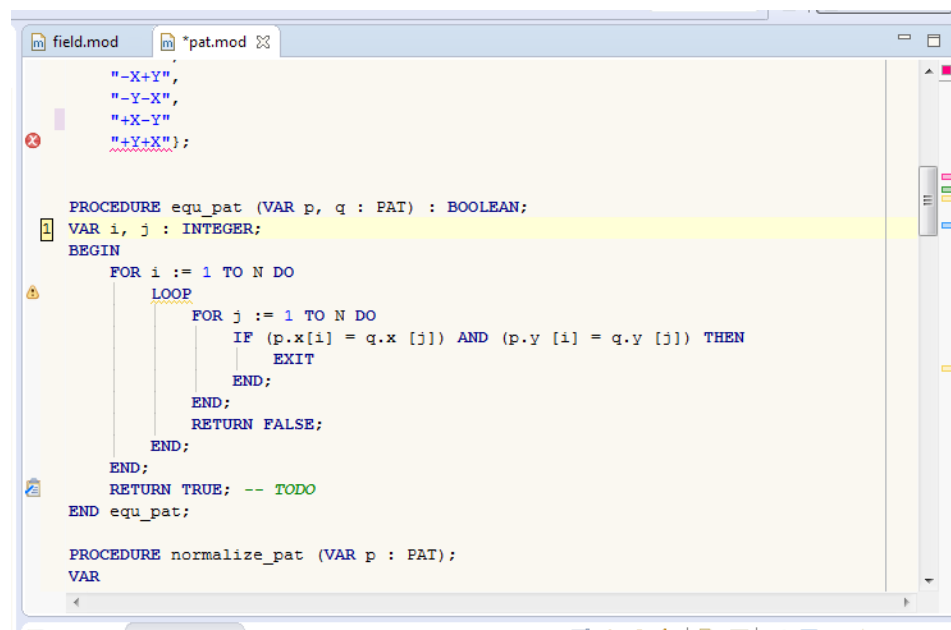 field.mod
*pat.mod
"-X+Y",
"-Y-X",
"+X-Y"
"+Y+X"};
PROCEDURE equ_pat (VAR p, q : PAT) : BOOLEAN;
1 VAR i, j : INTEGER;
BEGIN
FOR i := 1 TO N DO
LOOP
FOR j := 1 TO N DO
IF (p.x[i] = q.x [j]) AND (p.y [i] = q.y [j]) THEN
EXIT
END;
END;
RETURN FALSE;
END;
END;
RETURN TRUE; -- TODO
END equ_pat;
PROCEDURE normalize_pat (VAR p : PAT);
VAR